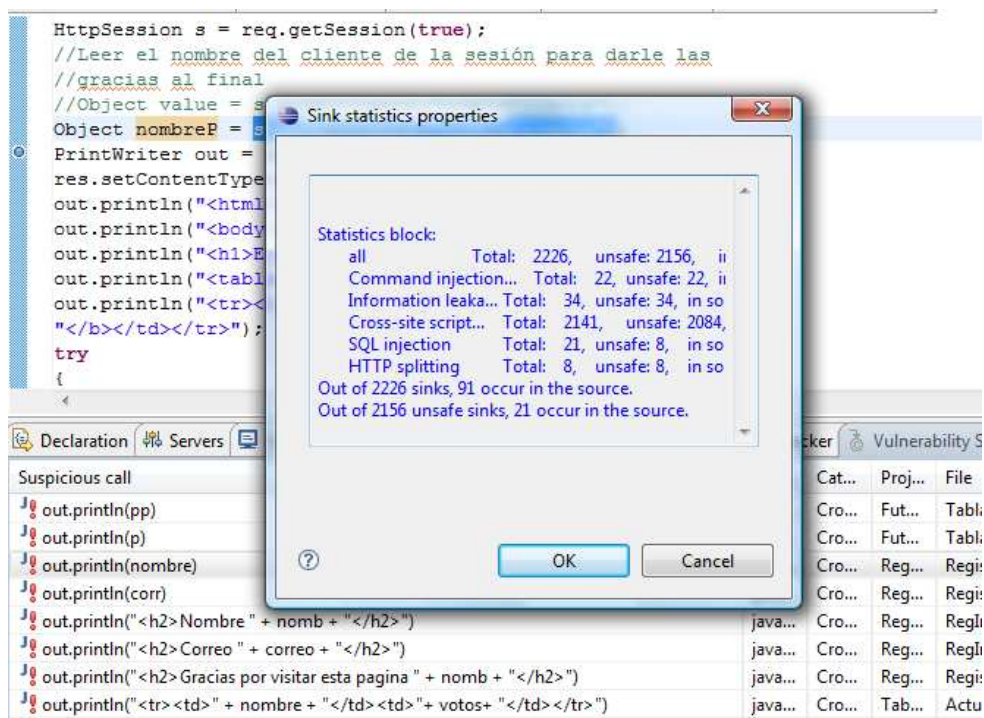 HttpSession s = req.getSession(true);
//Leer el nombre del cliente de la sesión para darle las
//gracias al final
//Object value = s
Object nombreP = s
PrintWriter out =
res.setContentType
out.println("<html
out.println("<body
out.println("<h1>E
out.println("<tabl
out.println("<tr><
"</b></td></tr>");
try
{
Sink statistics properties
Statistics block:
all Total: 2226, unsafe: 2156, in
Command injection... Total: 22, unsafe: 22, in
Information leaka... Total: 34, unsafe: 34, in so
Cross-site script... Total: 2141, unsafe: 2084,
SQL injection Total: 21, unsafe: 8, in so
HTTP splitting Total: 8, unsafe: 8, in so
Out of 2226 sinks, 91 occur in the source.
Out of 2156 unsafe sinks, 21 occur in the source.
OK Cancel
Declaration Servers cker Vulnerability S
Suspicious call Cat... Proj... File
out.println(pp) Cro... Fut... Tabla
out.println(p) Cro... Fut... Tabla
out.println(nombre) Cro... Reg... Regis
out.println(corr) Cro... Reg... Regis
out.println("<h2>Nombre " + nomb + "</h2>") java... Cro... Reg... RegIn
out.println("<h2>Correo " + correo + "</h2>") java... Cro... Reg... RegIn
out.println("<h2>Gracias por visitar esta pagina " + nomb + "</h2>") java... Cro... Reg... Regis
out.println("<tr><td>" + nombre + "</td><td>"+ votos+ "</td></tr>") java... Cro... Tab... Actu